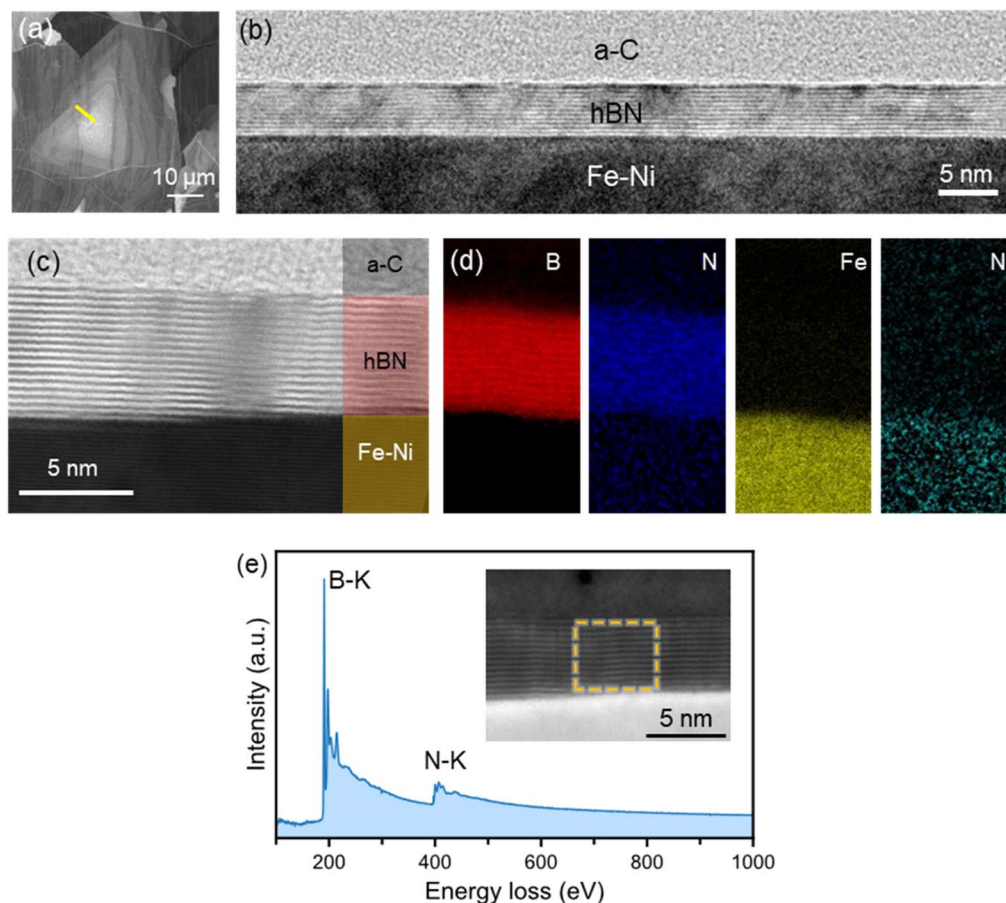 (a)
10 μm
(b)
a-C
hBN
Fe-Ni
5 nm
(c)
a-C
hBN
Fe-Ni
5 nm
(d)
B
N
Fe
N
(e)
B-K
N-K
5 nm
Intensity (a.u.)
200
400
600
800
1000
Energy loss (eV)